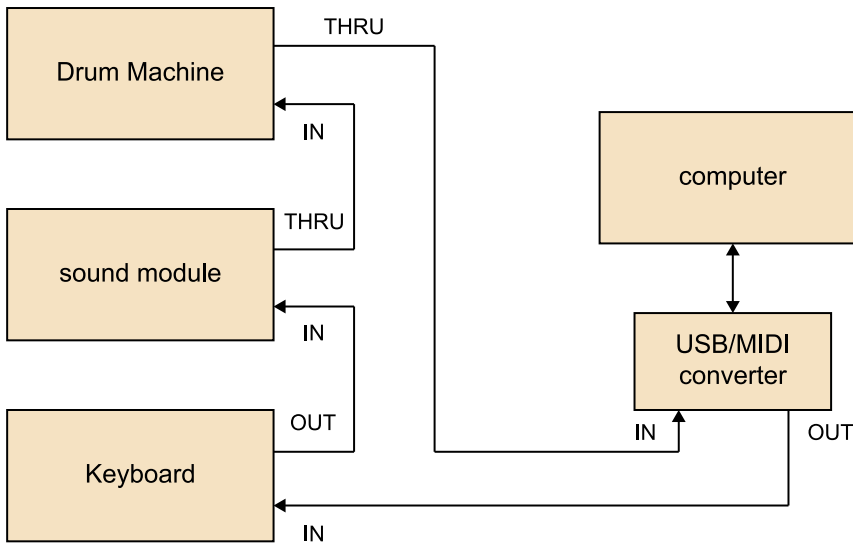 THRU
Drum Machine
IN
computer
THRU
sound module
IN
USB/MIDI
converter
OUT
IN
OUT
Keyboard
IN